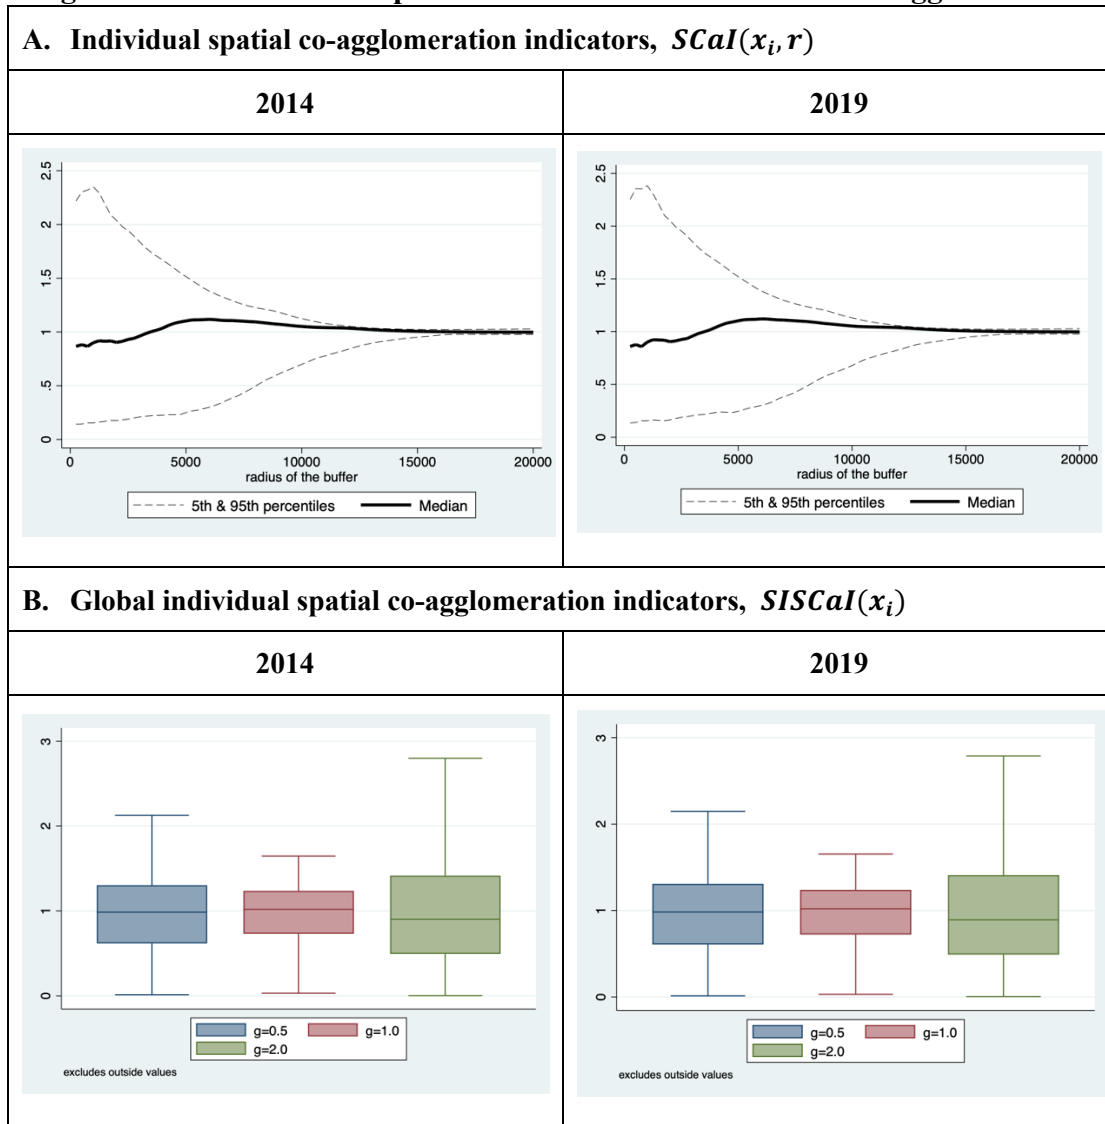 A. Individual spatial co-agglomeration indicators, SCaI(x_i, r)
2014 2019
2.5
2
1.5
1
.5
0
0 5000 10000 15000 20000
radius of the buffer
5th & 95th percentiles Median
2.5
2
1.5
1
.5
0
0 5000 10000 15000 20000
radius of the buffer
5th & 95th percentiles Median
B. Global individual spatial co-agglomeration indicators, SISCaI(x_i)
2014 2019
3
2
1
0
g=0.5 g=1.0
g=2.0
excludes outside values
3
2
1
0
g=0.5 g=1.0
g=2.0
excludes outside values